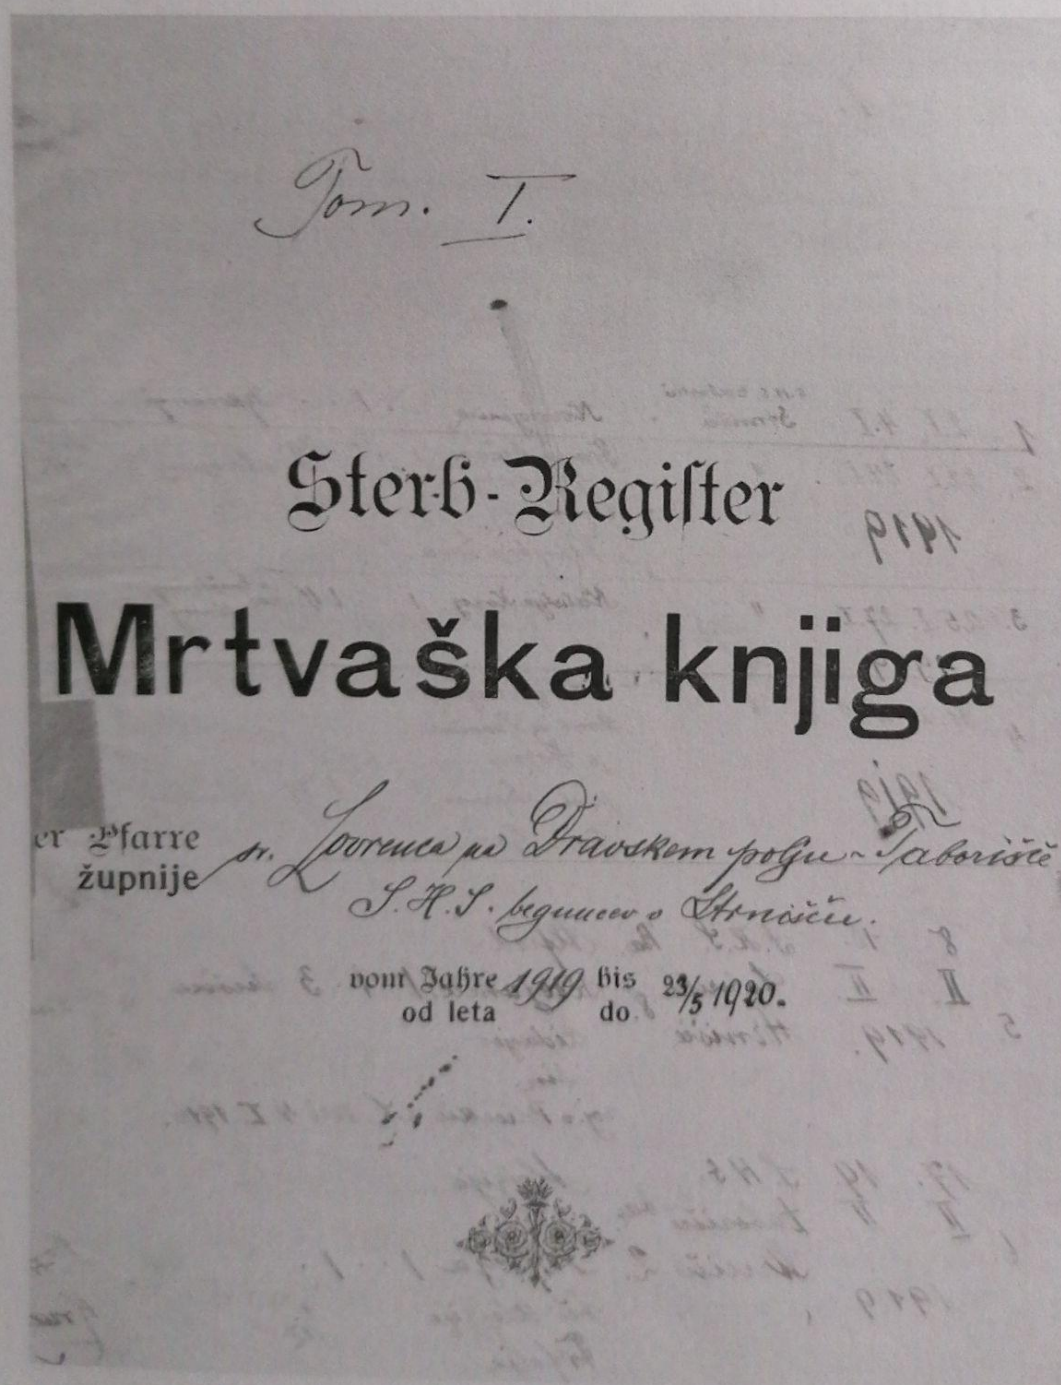 Tom. I.
Sterb-Register
Mrtvaška knjiga
er Pfarre
župnije
sv. Lovrenca na Dravskem polju - Taborišče
S.H.S. beguncev v Strnišču.
vom Jahre 1919 bis 23/5 1920.
od leta do